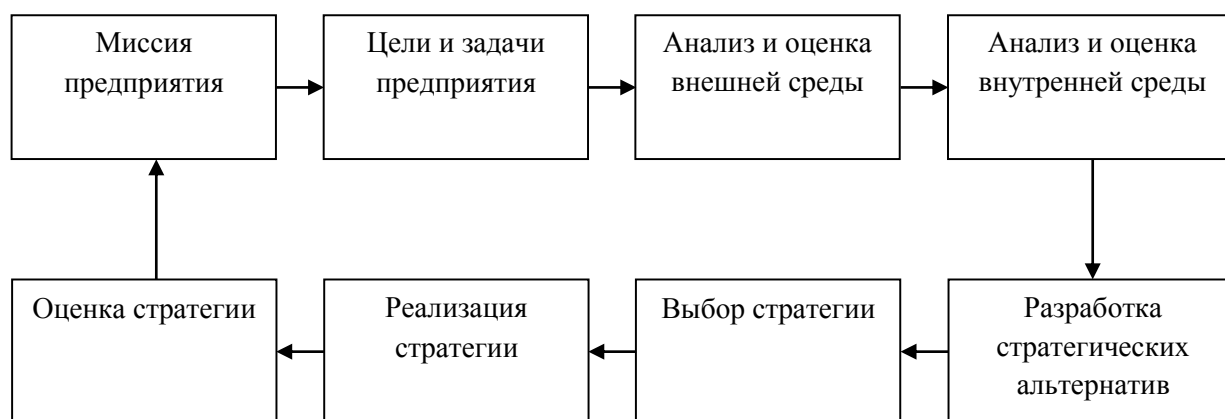 Миссия
предприятия
Цели и задачи
предприятия
Анализ и оценка
внешней среды
Анализ и оценка
внутренней среды
Оценка стратегии
Реализация
стратегии
Выбор стратегии
Разработка
стратегических
альтернатив